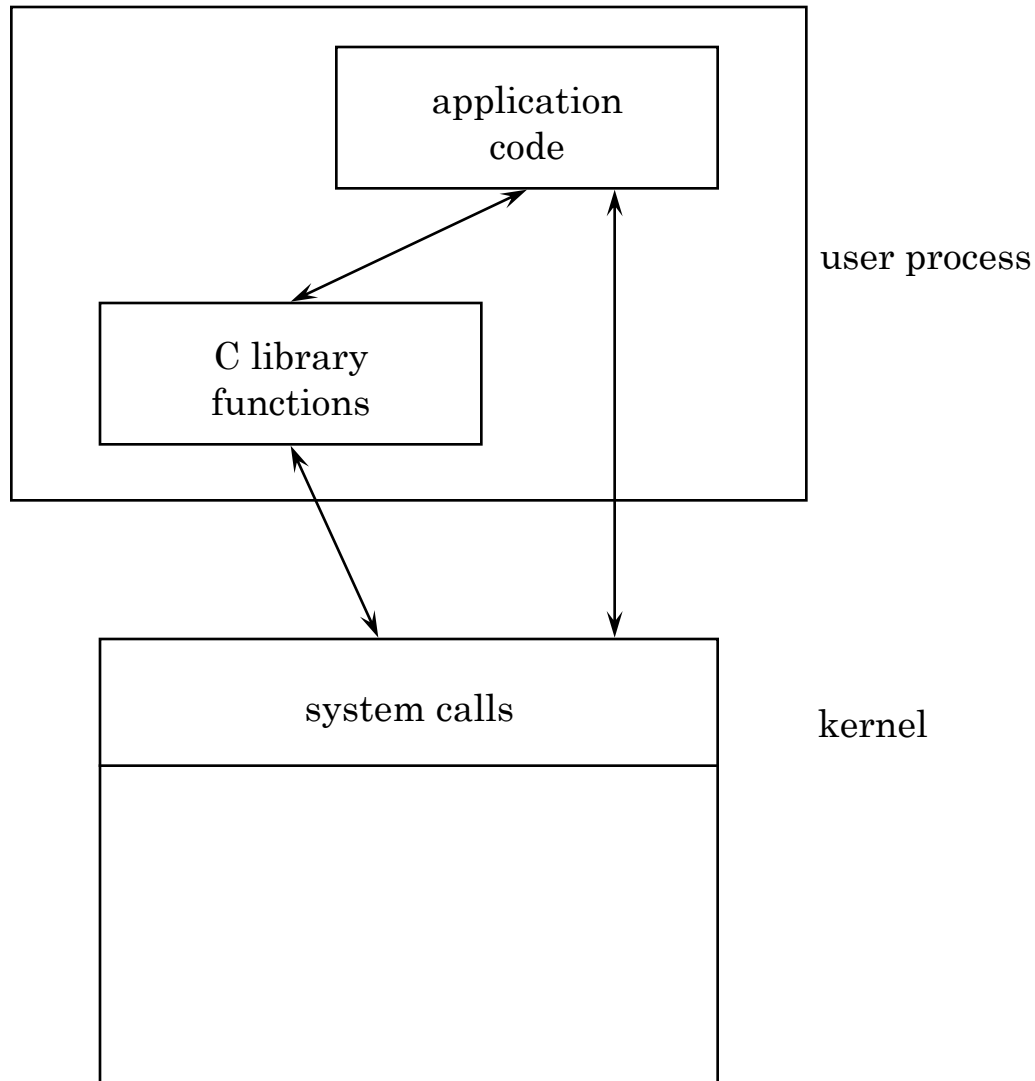 application
code
user process
C library
functions
system calls
kernel